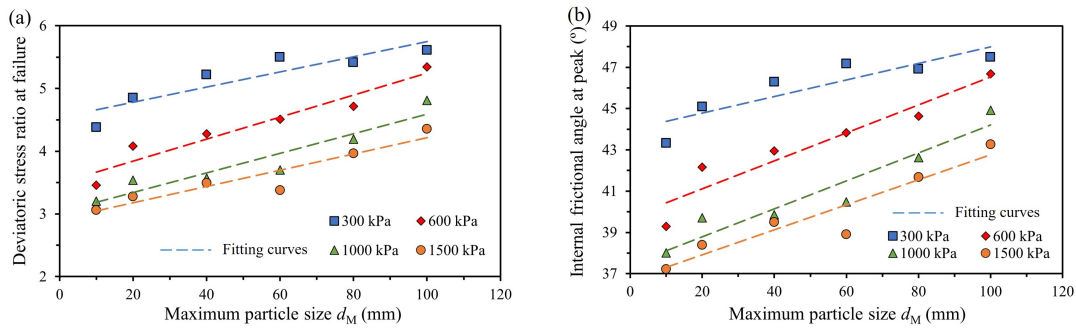 (a)
Deviatoric stress ratio at failure
6
5
4
3
2
0
20
40
60
80
100
120
Maximum particle size dM (mm)
300 kPa
600 kPa
Fitting curves
1000 kPa
1500 kPa
(b)
Internal frictional angle at peak (°)
49
47
45
43
41
39
37
0
20
40
60
80
100
120
Maximum particle size dM (mm)
Fitting curves
300 kPa
600 kPa
1000 kPa
1500 kPa